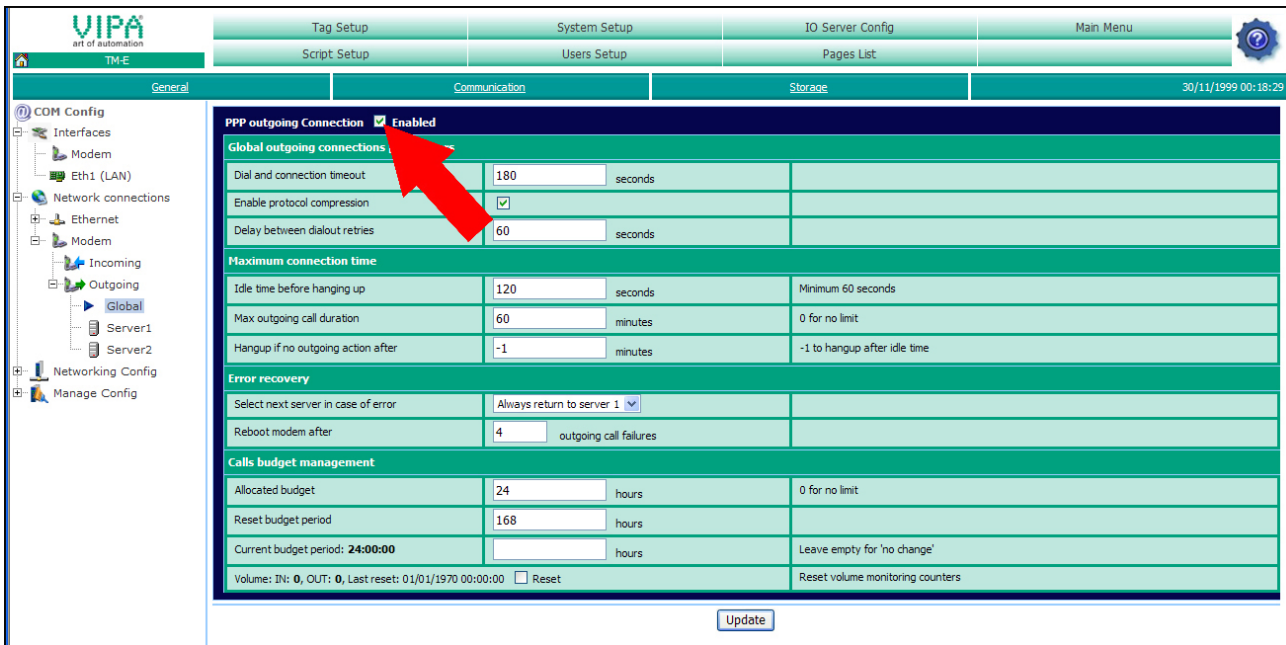 VIPA
art of automation
TM-E
Tag Setup
System Setup
IO Server Config
Main Menu
Script Setup
Users Setup
Pages List
General
Communication
Storage
30/11/1999 00:18:29
COM Config
Interfaces
Modem
Eth1 (LAN)
Network connections
Ethernet
Modem
Incoming
Outgoing
Global
Server1
Server2
Networking Config
Manage Config
PPP outgoing Connection Enabled
Global outgoing connections
Dial and connection timeout 180 seconds
Enable protocol compression
Delay between dialout retries 60 seconds
Maximum connection time
Idle time before hanging up 120 seconds Minimum 60 seconds
Max outgoing call duration 60 minutes 0 for no limit
Hangup if no outgoing action after -1 minutes -1 to hangup after idle time
Error recovery
Select next server in case of error Always return to server 1
Reboot modem after 4 outgoing call failures
Calls budget management
Allocated budget 24 hours 0 for no limit
Reset budget period 168 hours
Current budget period: 24:00:00 hours Leave empty for 'no change'
Volume: IN: 0, OUT: 0, Last reset: 01/01/1970 00:00:00 Reset Reset volume monitoring counters
Update